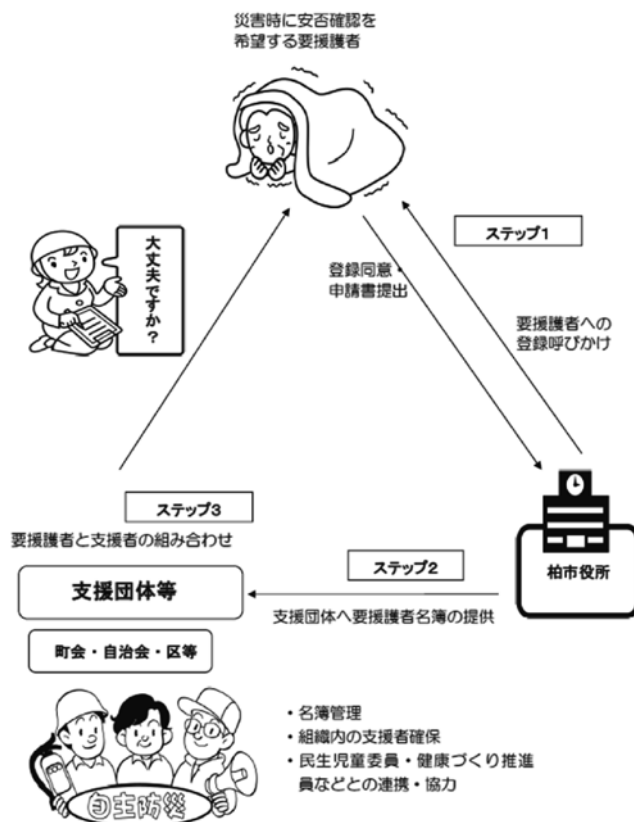 災害時に安否確認を
希望する要援護者
大丈夫ですか？
ステップ1
登録同意・
申請書提出
要援護者への
登録呼びかけ
ステップ3
要援護者と支援者の組み合わせ
支援団体等
町会・自治会・区等
ステップ2
支援団体へ要援護者名簿の提供
柏市役所
自主防災
・名簿管理
・組織内の支援者確保
・民生児童委員・健康づくり推進
員などとの連携・協力